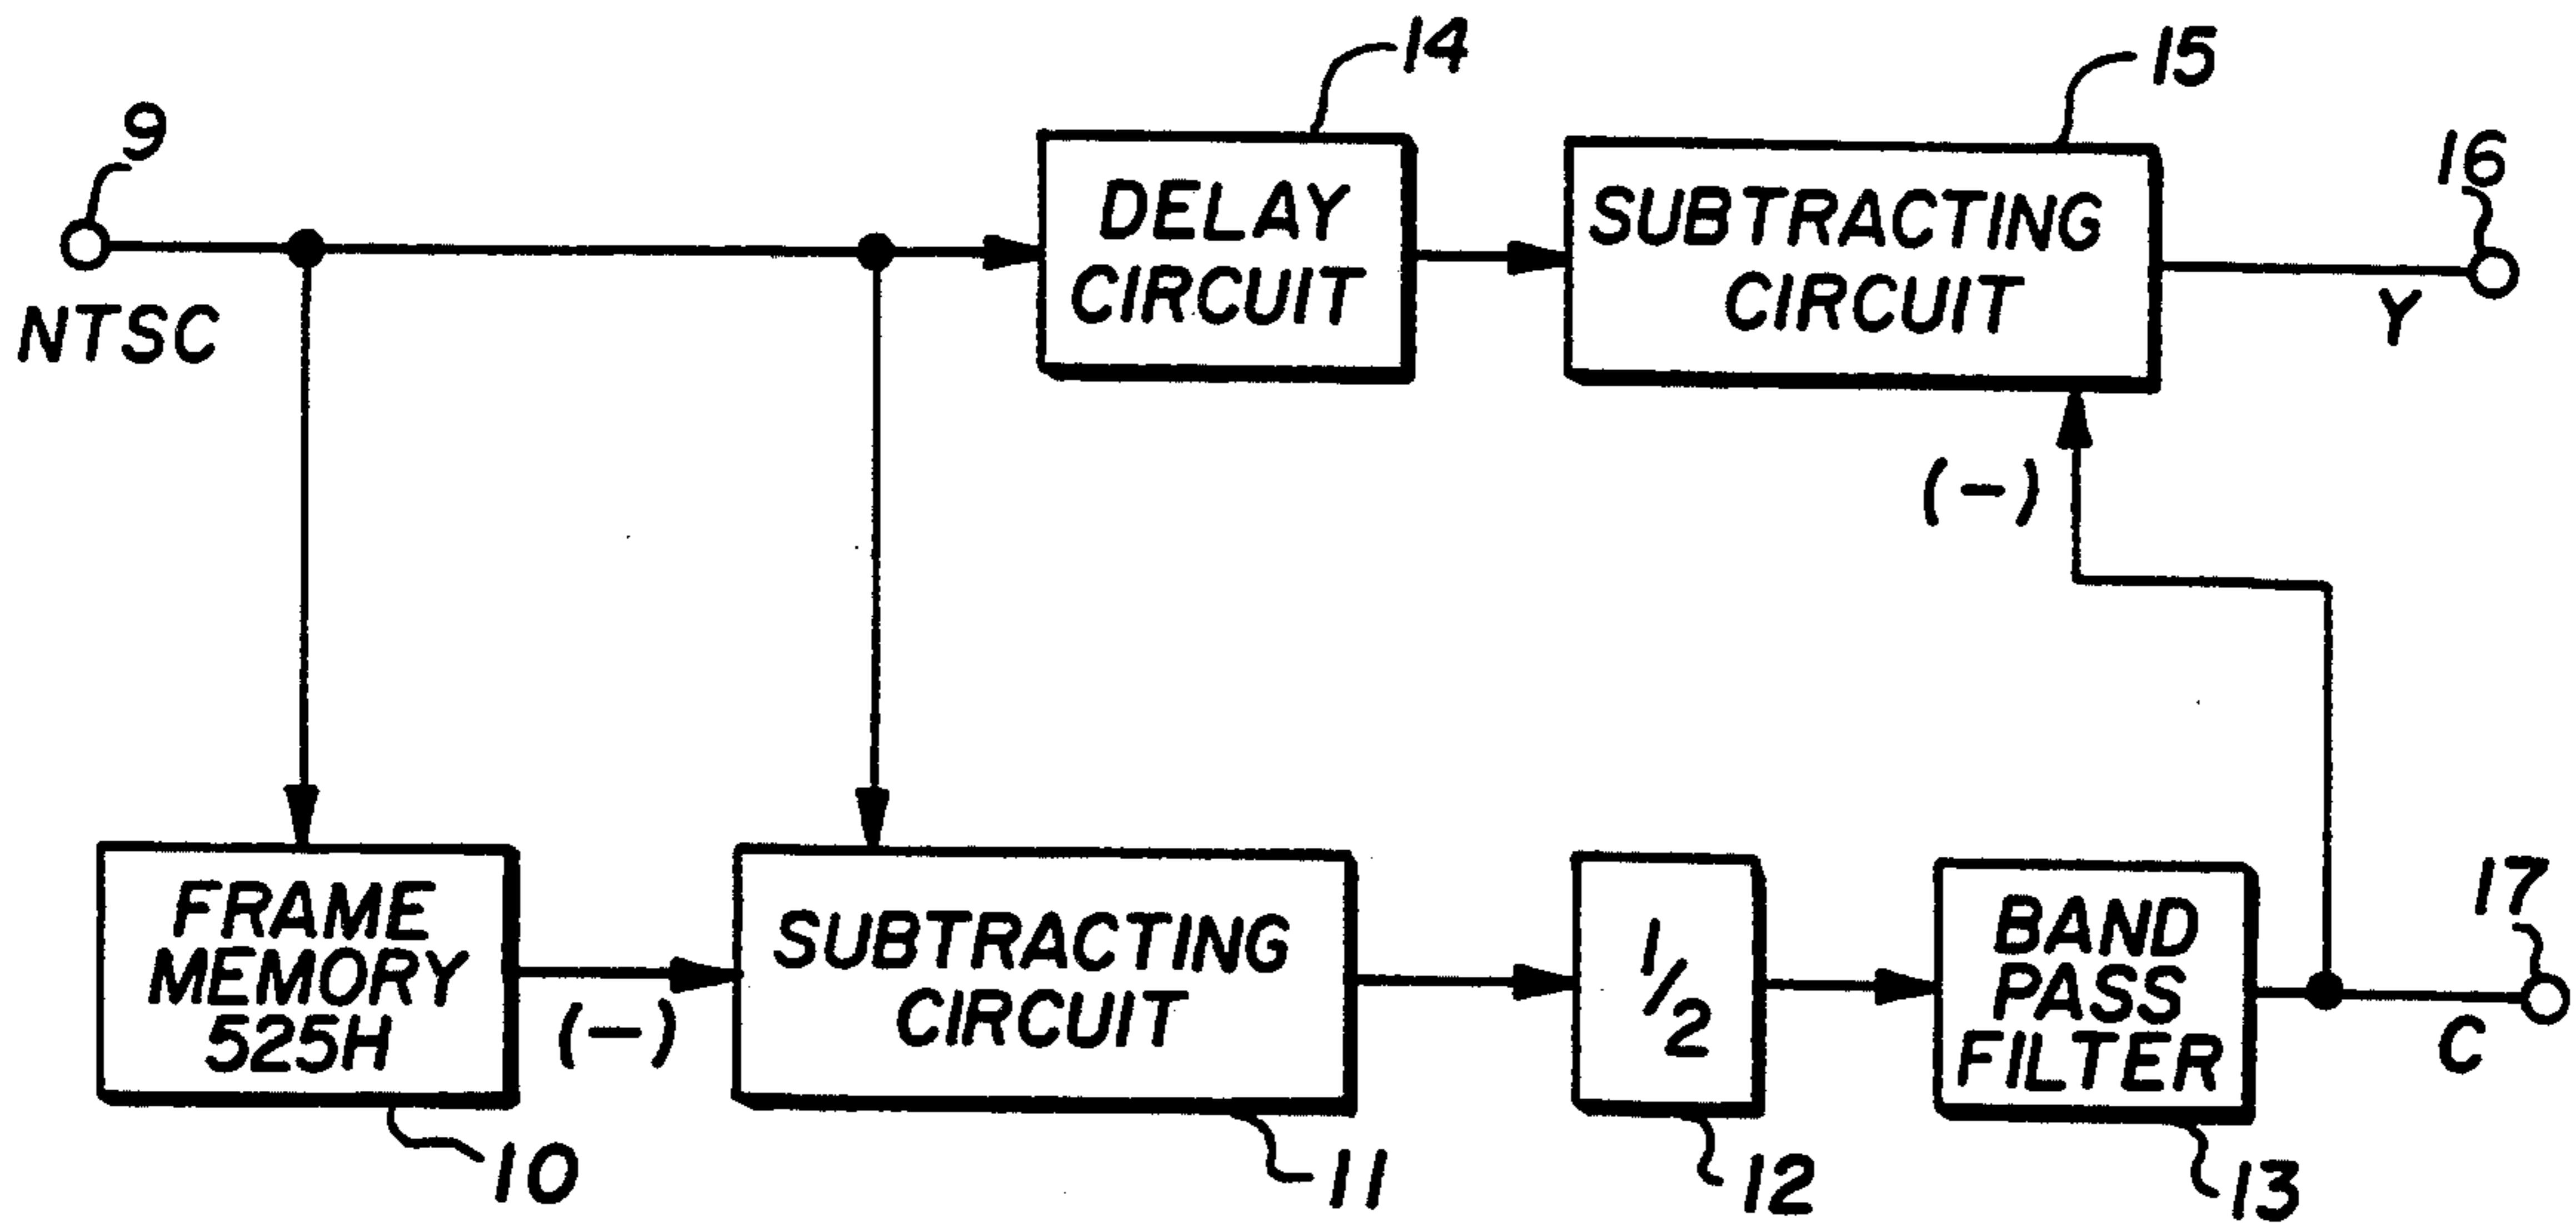 14
15
9
16
DELAY
CIRCUIT
SUBTRACTING
CIRCUIT
NTSC
Y
(-)
17
FRAME
MEMORY
525H
(-)
SUBTRACTING
CIRCUIT
1/2
BAND
PASS
FILTER
C
10
11
12
13